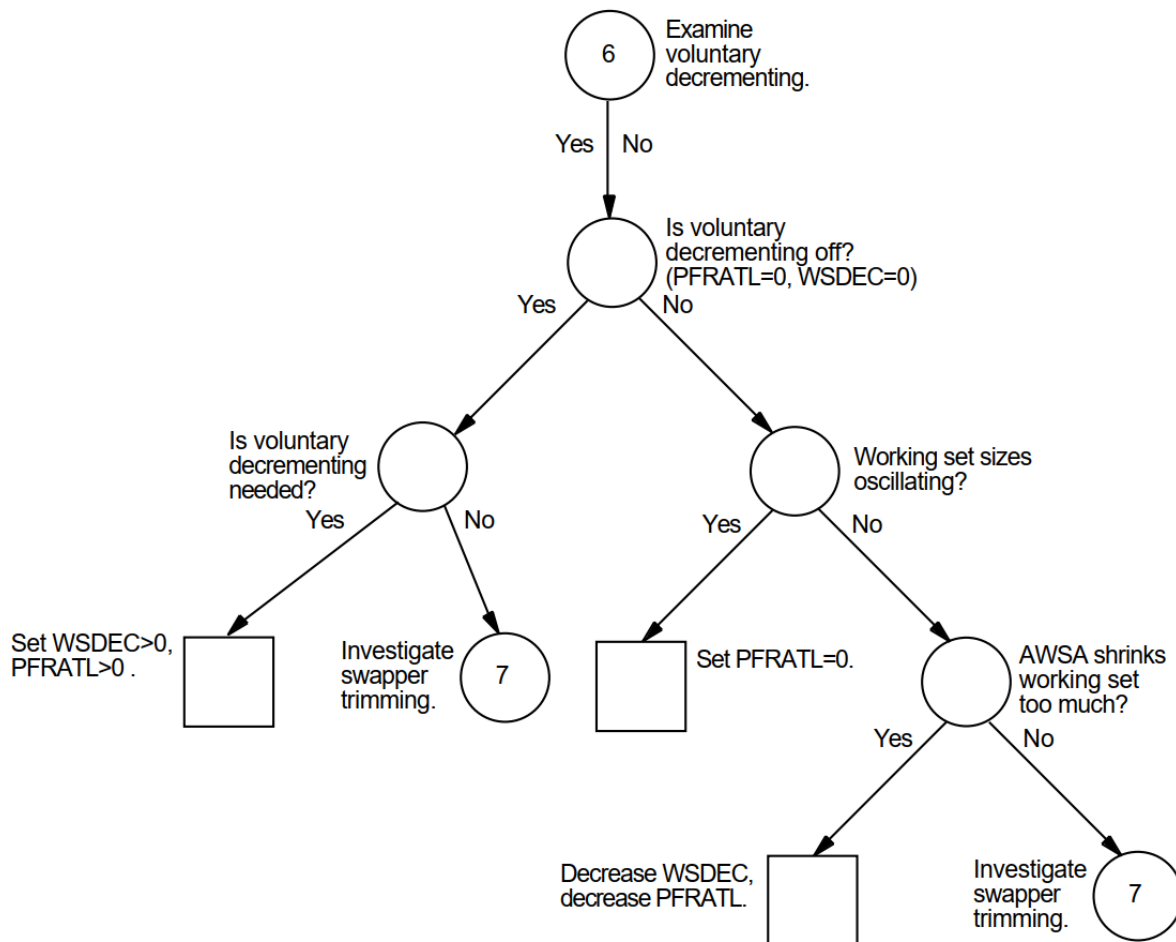 6
Examine
voluntary
decrementing.
Yes
No
Is voluntary
decrementing off?
(PFRATL=0, WSDEC=0)
Yes
No
Is voluntary
decrementing
needed?
Working set sizes
oscillating?
Yes
No
Yes
No
Set WSDEC>0,
PFRATL>0 .
Investigate
swapper
trimming.
7
Set PFRATL=0.
AWSA shrinks
working set
too much?
Yes
No
Decrease WSDEC,
decrease PFRATL.
Investigate
swapper
trimming.
7